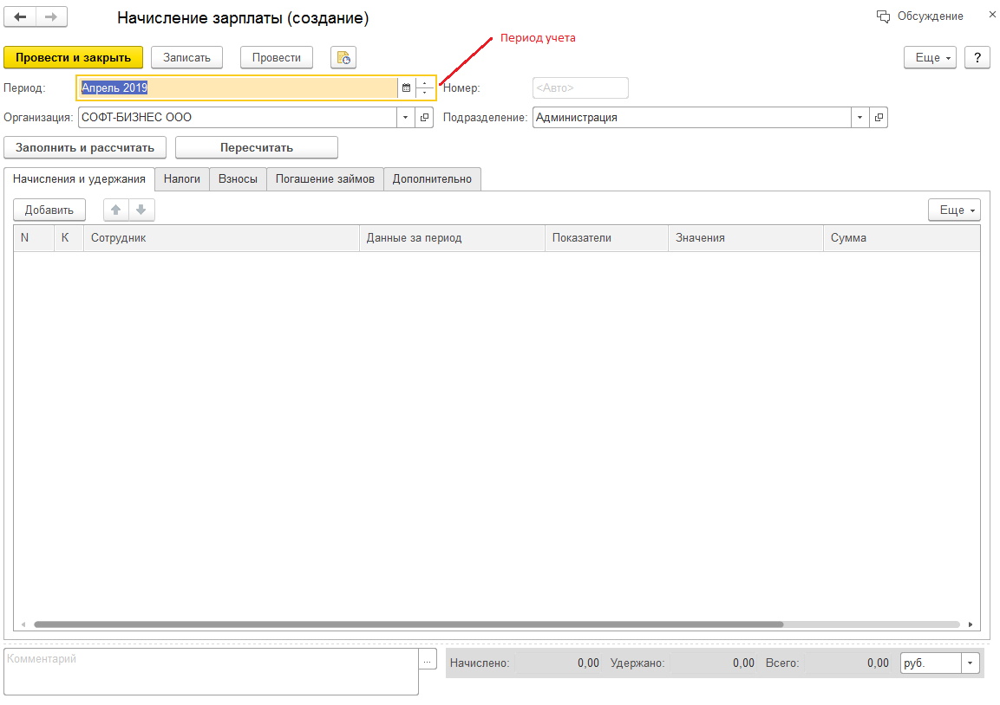 Начисление зарплаты (создание)
Обсуждение
Период учета
Провести и закрыть Записать Провести Еще ?
Период: Апрель 2019 Номер: <Авто>
Организация: СОФТ-БИЗНЕС ООО Подразделение: Администрация
Заполнить и рассчитать Пересчитать
Начисления и удержания Налоги Взносы Погашение займов Дополнительно
Добавить Еще
N К Сотрудник Данные за период Показатели Значения Сумма
Комментарий ... Начислено: 0,00 Удержано: 0,00 Всего: 0,00 руб.